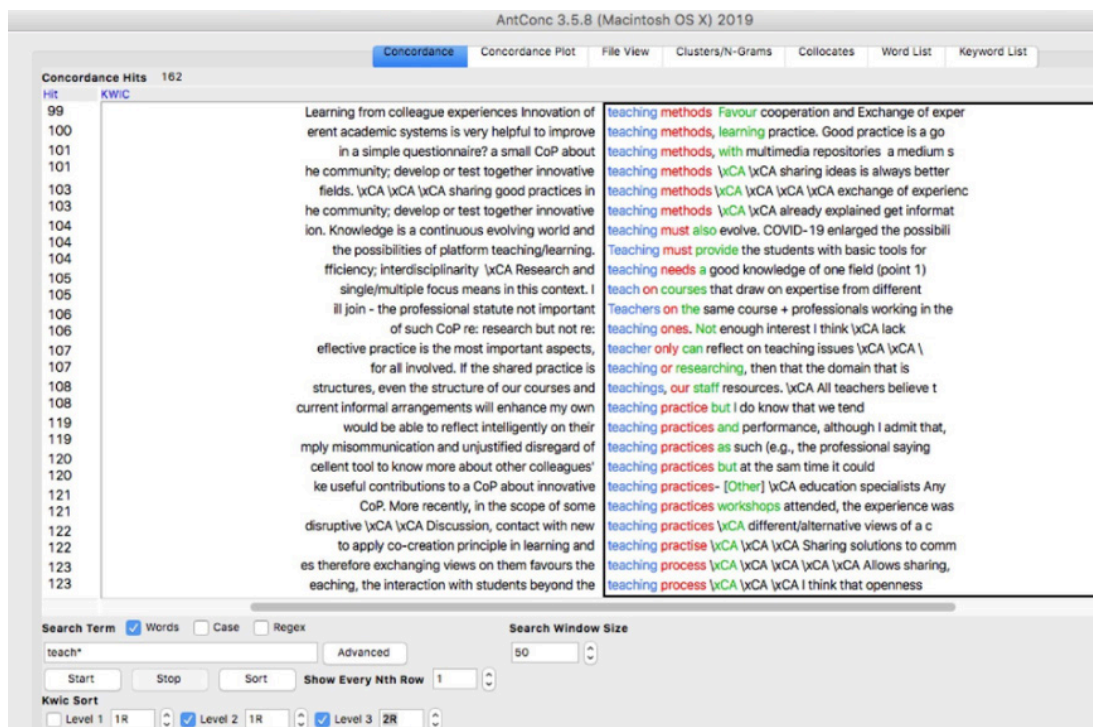 AntConc 3.5.8 (Macintosh OS X) 2019
Concordance Concordance Plot File View Clusters/N-Grams Collocates Word List Keyword List
Concordance Hits 162
Hit KWIC
99
100
101
101
103
103
104
104
104
105
105
106
106
107
107
108
108
119
119
120
120
121
121
122
122
123
123
Learning from colleague experiences Innovation of teaching methods Favour cooperation and Exchange of exper
erent academic systems is very helpful to improve teaching methods, learning practice. Good practice is a go
in a simple questionnaire? a small CoP about teaching methods, with multimedia repositories a medium s
he community; develop or test together innovative teaching methods \xCA \xCA sharing ideas is always better
fields. \xCA \xCA \xCA sharing good practices in teaching methods \xCA \xCA \xCA \xCA exchange of experienc
he community; develop or test together innovative teaching methods \xCA \xCA already explained get informat
ion. Knowledge is a continuous evolving world and teaching must also evolve. COVID-19 enlarged the possibili
the possibilities of platform teaching/learning. Teaching must provide the students with basic tools for
fficiency; interdisciplinarity \xCA Research and teaching needs a good knowledge of one field (point 1)
single/multiple focus means in this context. I teach on courses that draw on expertise from different
ill join - the professional statute not important Teachers on the same course + professionals working in the
of such CoP re: research but not re: teaching ones. Not enough interest I think \xCA lack
eflective practice is the most important aspects, teacher only can reflect on teaching issues \xCA \xCA \
for all involved. If the shared practice is teaching or researching, then that the domain that is
structures, even the structure of our courses and teachings, our staff resources. \xCA All teachers believe t
current informal arrangements will enhance my own teaching practice but I do know that we tend
would be able to reflect intelligently on their teaching practices and performance, although I admit that,
mply misommunication and unjustified disregard of teaching practices as such (e.g., the professional saying
cellent tool to know more about other colleagues' teaching practices but at the sam time it could
ke useful contributions to a CoP about innovative teaching practices- [Other] \xCA education specialists Any
CoP. More recently, in the scope of some teaching practices workshops attended, the experience was
disruptive \xCA \xCA Discussion, contact with new teaching practices \xCA different/alternative views of a c
to apply co-creation principle in learning and teaching practise \xCA \xCA \xCA Sharing solutions to comm
es therefore exchanging views on them favours the teaching process \xCA \xCA \xCA \xCA \xCA Allows sharing,
eaching, the interaction with students beyond the teaching process \xCA \xCA \xCA I think that openness
Search Term Words Case Regex Search Window Size
teach* Advanced 50
Start Stop Sort Show Every Nth Row 1
Kwic Sort
Level 1 1R Level 2 1R Level 3 2R